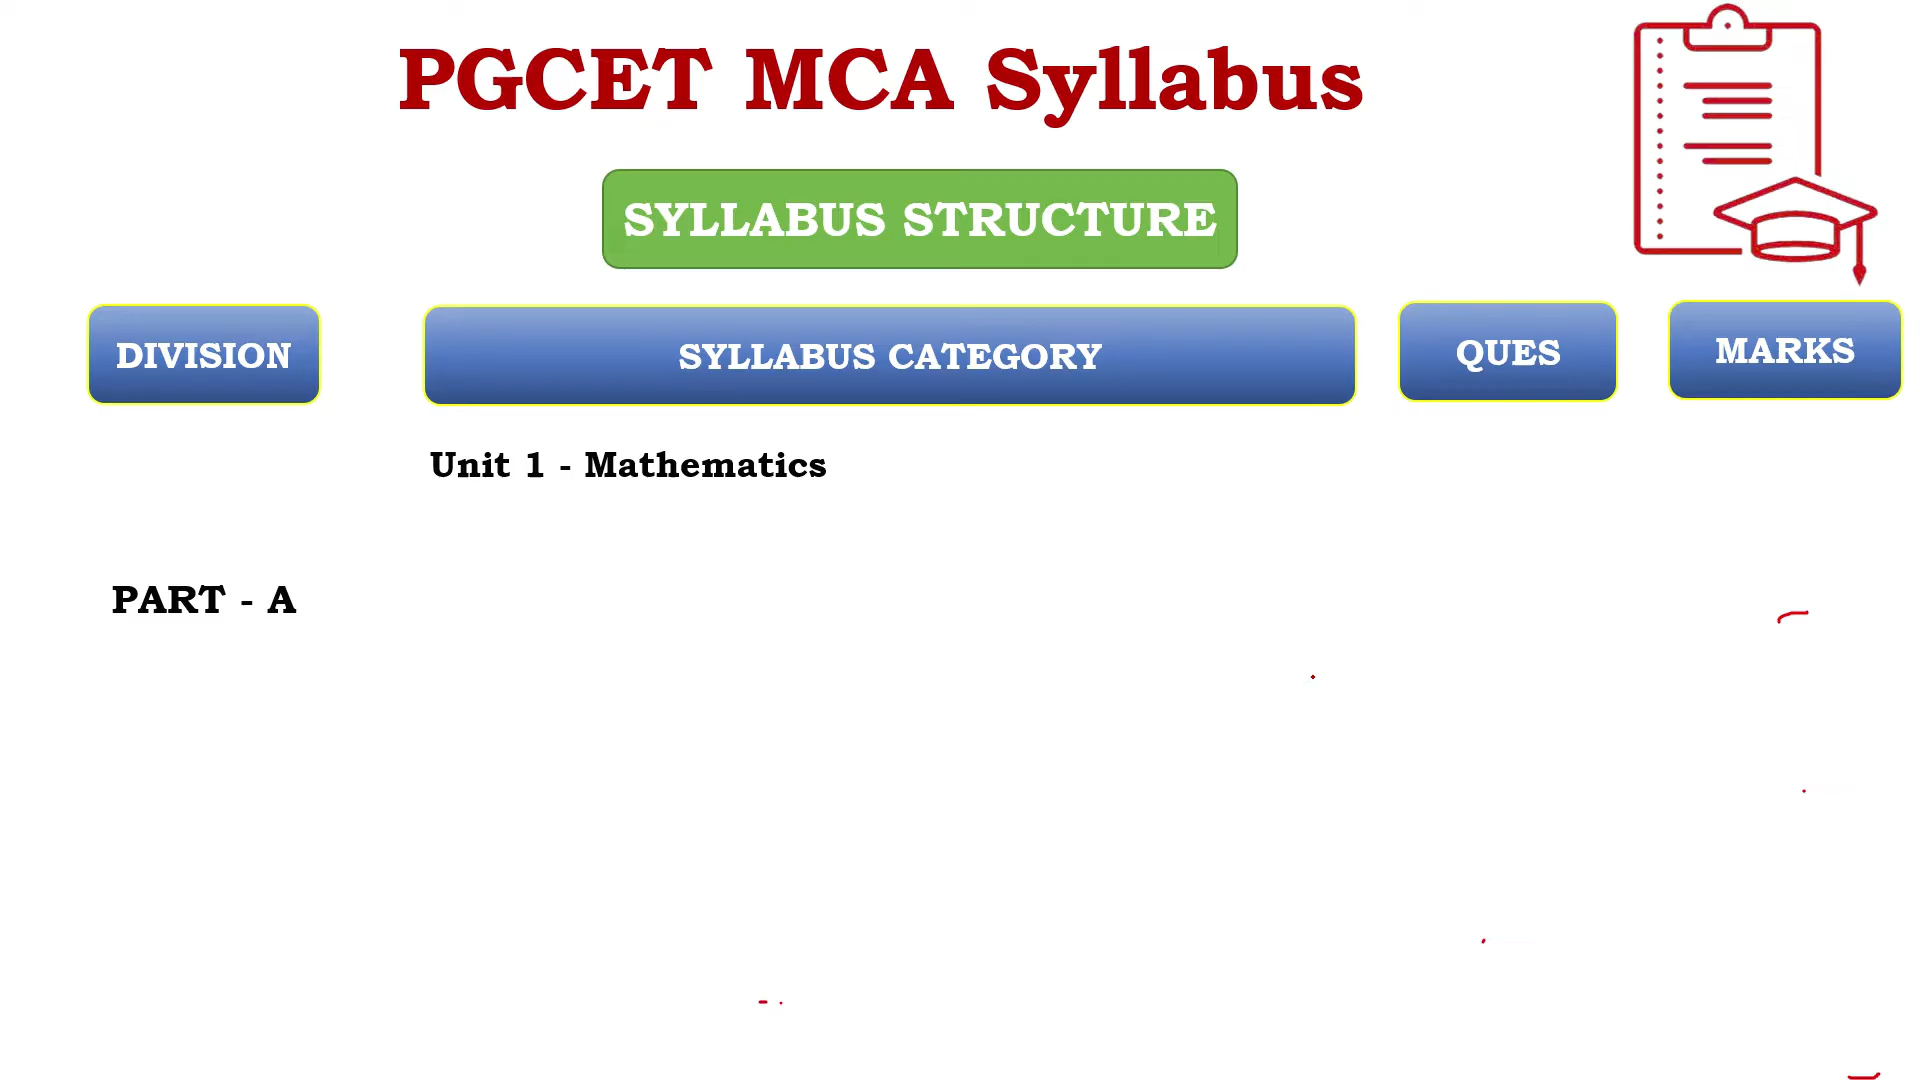 PGCET MCA Syllabus
SYLLABUS STRUCTURE
DIVISION SYLLABUS CATEGORY QUES MARKS
Unit 1 - Mathematics
PART - A